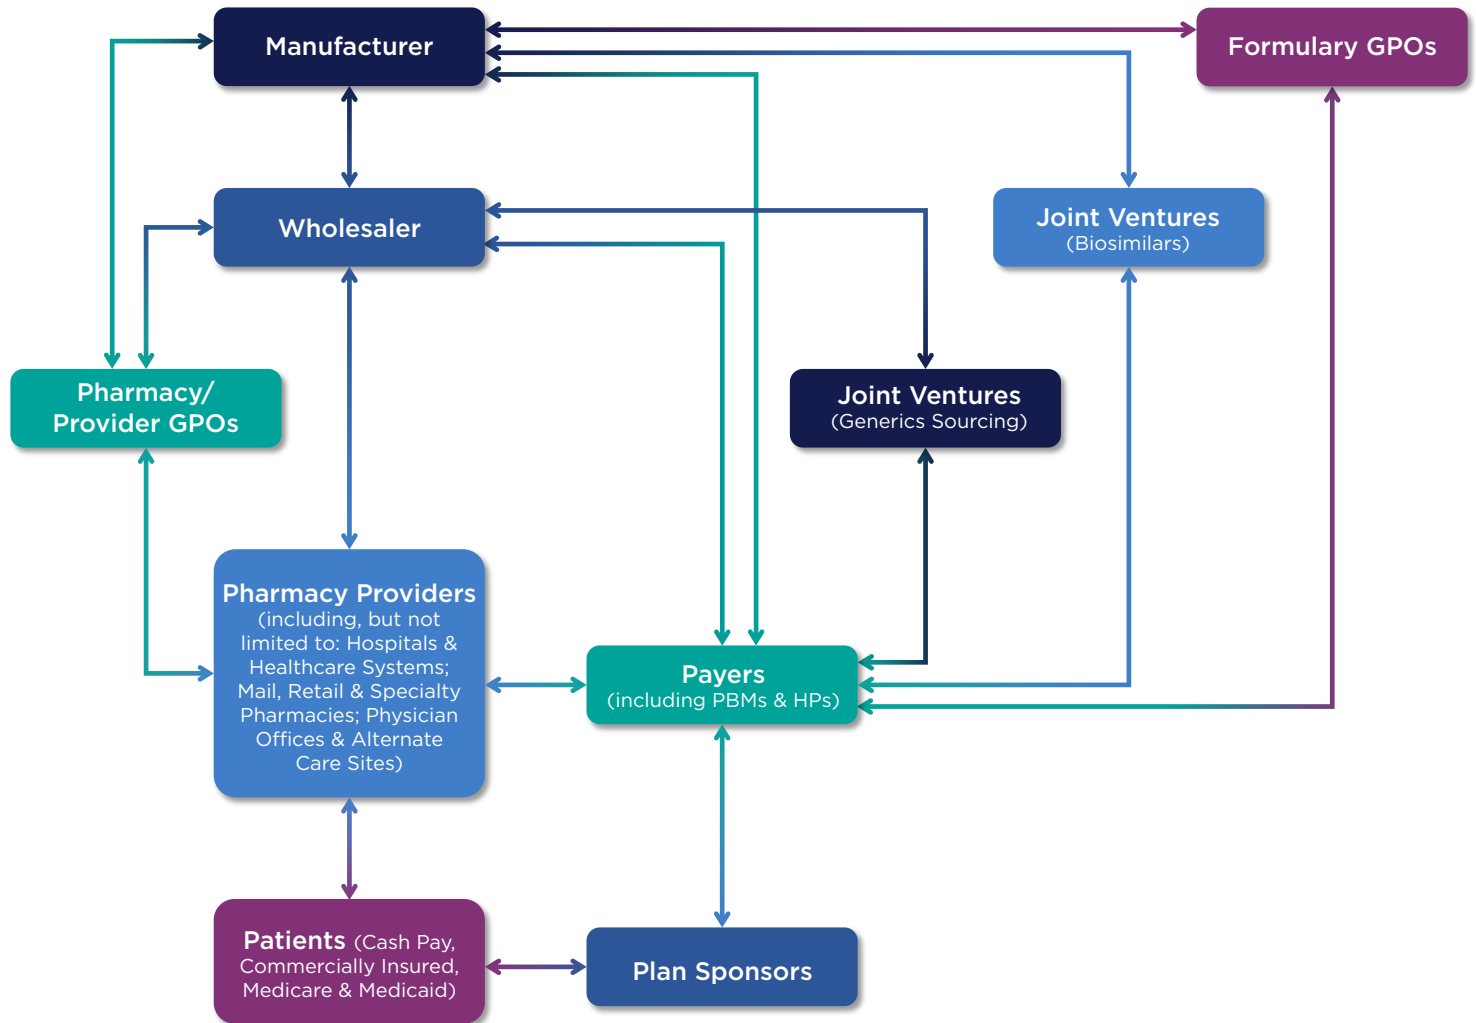 Manufacturer
Formulary GPOs
Wholesaler
Joint Ventures
(Biosimilars)
Pharmacy/
Provider GPOs
Joint Ventures
(Generics Sourcing)
Pharmacy Providers
(including, but not
limited to: Hospitals &
Healthcare Systems;
Mail, Retail & Specialty
Pharmacies; Physician
Offices & Alternate
Care Sites)
Payers
(including PBMs & HPs)
Patients (Cash Pay,
Commercially Insured,
Medicare & Medicaid)
Plan Sponsors